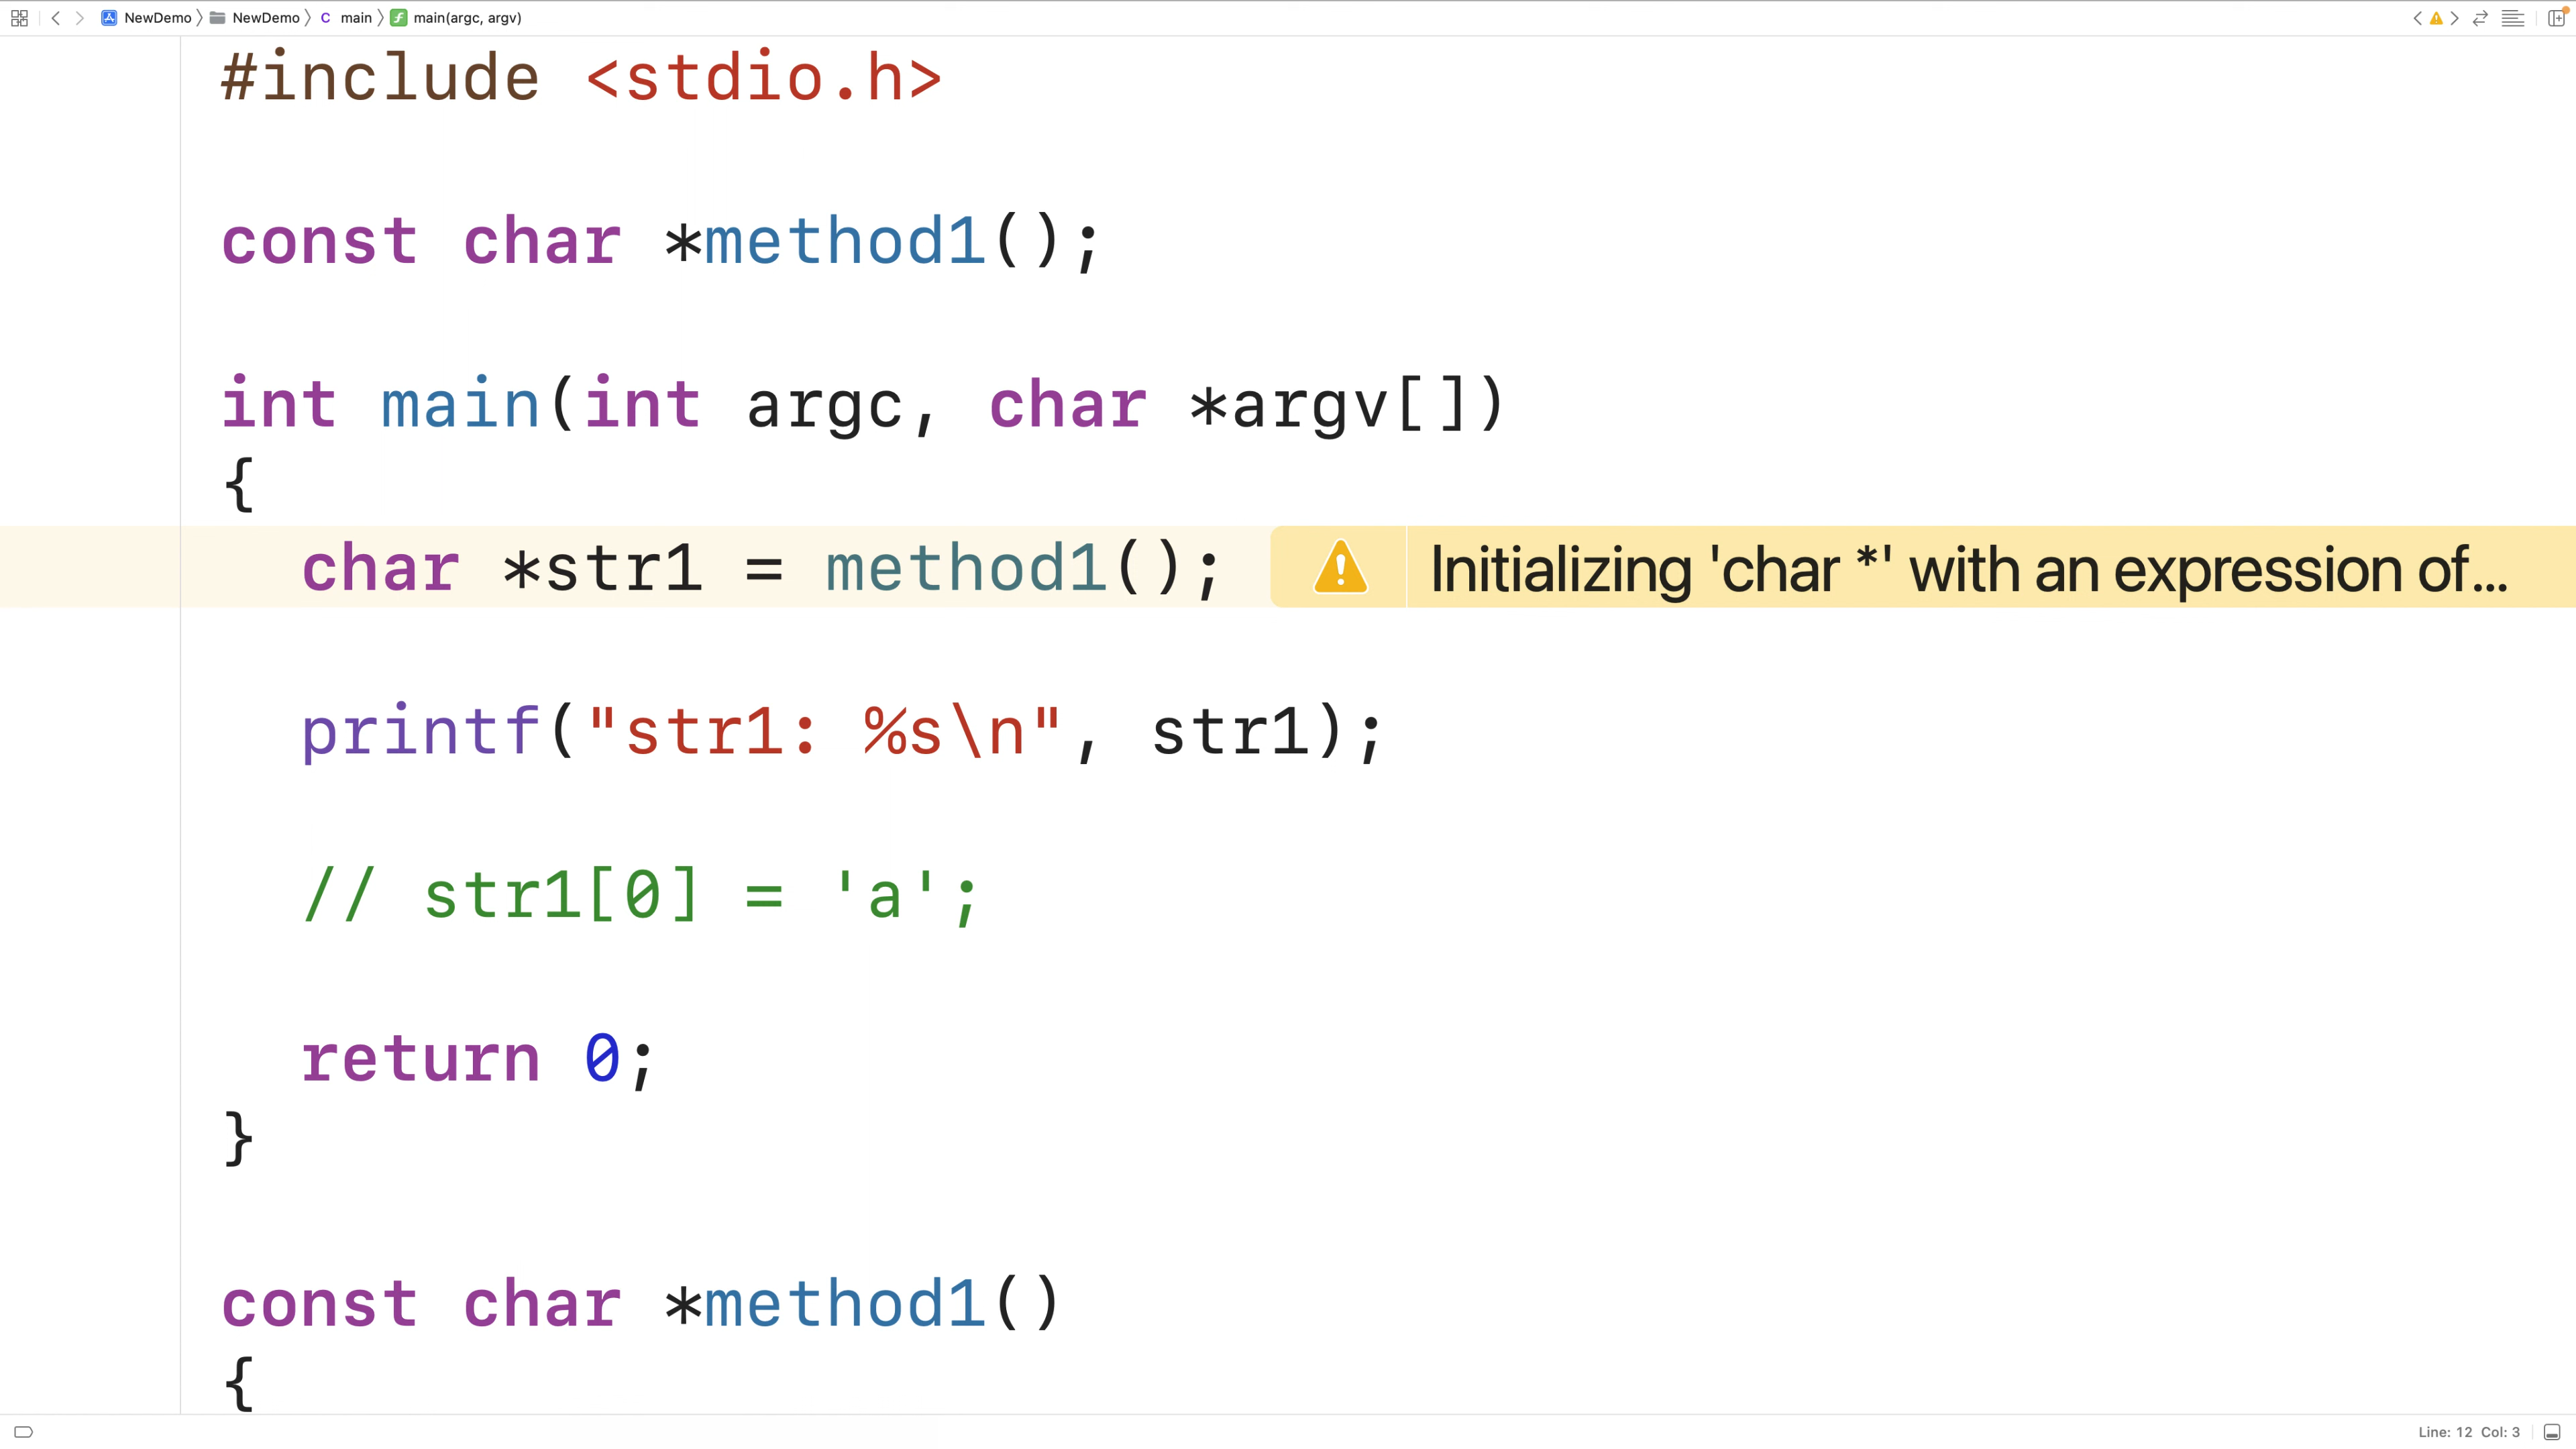 NewDemo NewDemo C main f main(argc, argv)
#include <stdio.h>
const char *method1();
int main(int argc, char *argv[])
{
char *str1 = method1(); Initializing 'char *' with an expression of...
printf("str1: %s\n", str1);
// str1[0] = 'a';
return 0;
}
const char *method1()
{
Line: 12 Col: 3